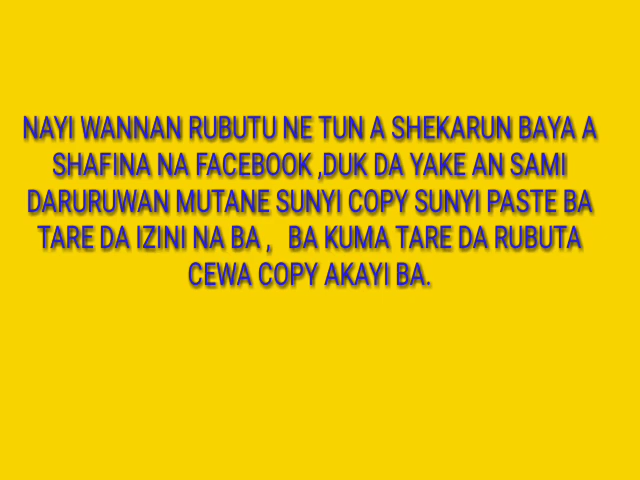 NAYI WANNAN RUBUTU NE TUN A SHEKARUN BAYA A
SHAFINA NA FACEBOOK ,DUK DA YAKE AN SAMI
DARURUWAN MUTANE SUNYI COPY SUNYI PASTE BA
TARE DA IZINI NA BA , BA KUMA TARE DA RUBUTA
CEWA COPY AKAYI BA.